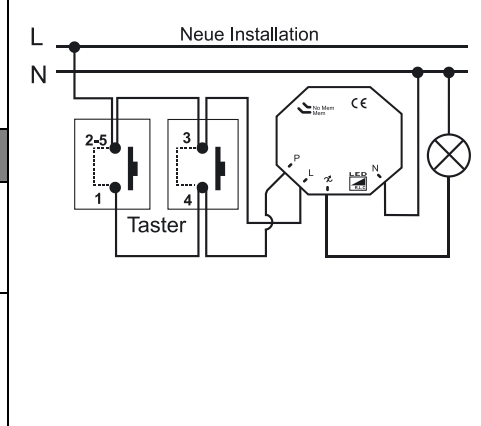 L Neue Installation
N
No Mem
Mem
CE
2-5
3
1
4
Taster
P
L
N
LED
R,L,C